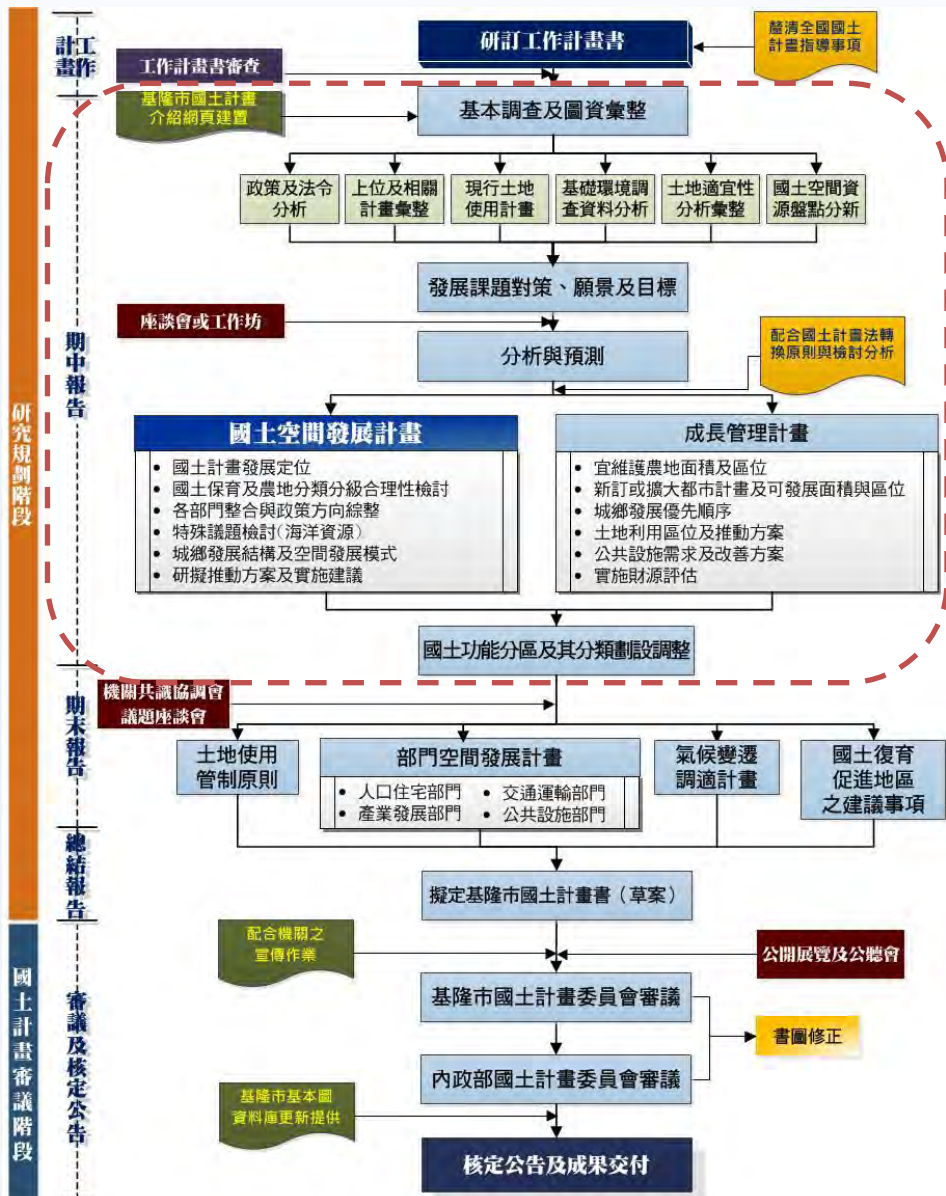 工作
計畫
研訂工作計畫書
釐清全國國土
計畫指導事項
工作計畫書審查
基隆市國土計畫
介紹網頁建置
基本調查及圖資彙整
政策及法令
分析
上位及相關
計畫彙整
現行土地
使用計畫
基礎環境調
查資料分析
土地適宜性
分析彙整
國土空間資
源盤點分新
發展課題對策、願景及目標
座談會或工作坊
分析與預測
配合國土計畫法轉
換原則與檢討分析
期中報告
研究規劃階段
國土空間發展計畫
• 國土計畫發展定位
• 國土保育及農地分類分級合理性檢討
• 各部門整合與政策方向綜整
• 特殊議題檢討(海洋資源)
• 城鄉發展結構及空間發展模式
• 研擬推動方案及實施建議
成長管理計畫
• 宜維護農地面積及區位
• 新訂或擴大都市計畫及可發展面積與區位
• 城鄉發展優先順序
• 土地利用區位及推動方案
• 公共設施需求及改善方案
• 實施財源評估
國土功能分區及其分類劃設調整
機關共識協調會
議題座談會
期末報告
土地使用
管制原則
部門空間發展計畫
• 人口住宅部門
• 交通運輸部門
• 產業發展部門
• 公共設施部門
氣候變遷
調適計畫
國土復育
促進地區
之建議事項
總結報告
擬定基隆市國土計畫書（草案）
配合機關之
宣傳作業
公開展覽及公聽會
國土計畫審議階段
審議及核定公告
基隆市國土計畫委員會審議
書圖修正
內政部國土計畫委員會審議
基隆市基本圖
資料庫更新提供
核定公告及成果交付